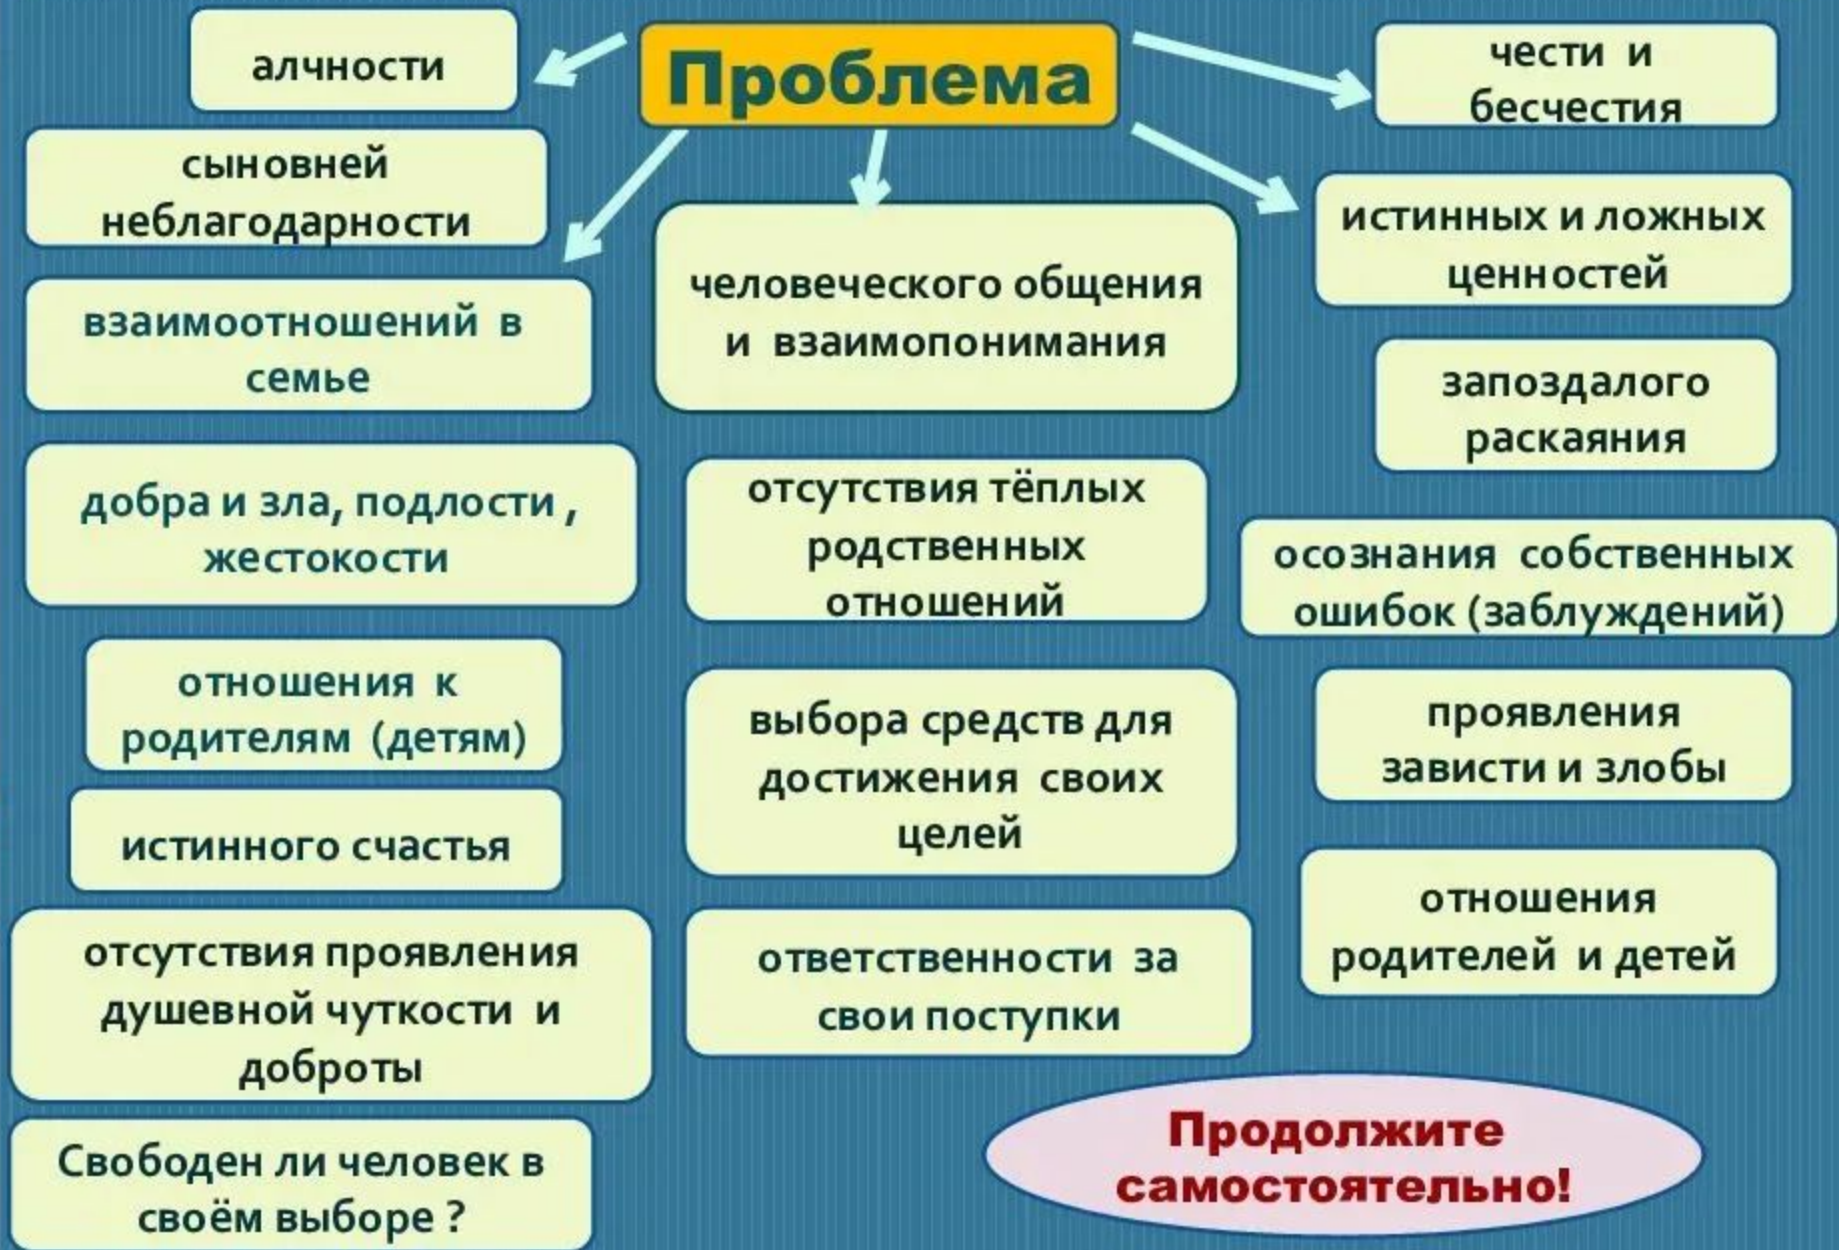 Проблема
алчности
сыновней
неблагодарности
взаимоотношений в
семье
добра и зла, подлости ,
жестокости
отношения к
родителям (детям)
истинного счастья
отсутствия проявления
душевной чуткости и
доброты
Свободен ли человек в
своём выборе ?
человеческого общения
и взаимопонимания
отсутствия тёплых
родственных
отношений
выбора средств для
достижения своих
целей
ответственности за
свои поступки
чести и
бесчестия
истинных и ложных
ценностей
запоздалого
раскаяния
осознания собственных
ошибок (заблуждений)
проявления
зависти и злобы
отношения
родителей и детей
Продолжите
самостоятельно!